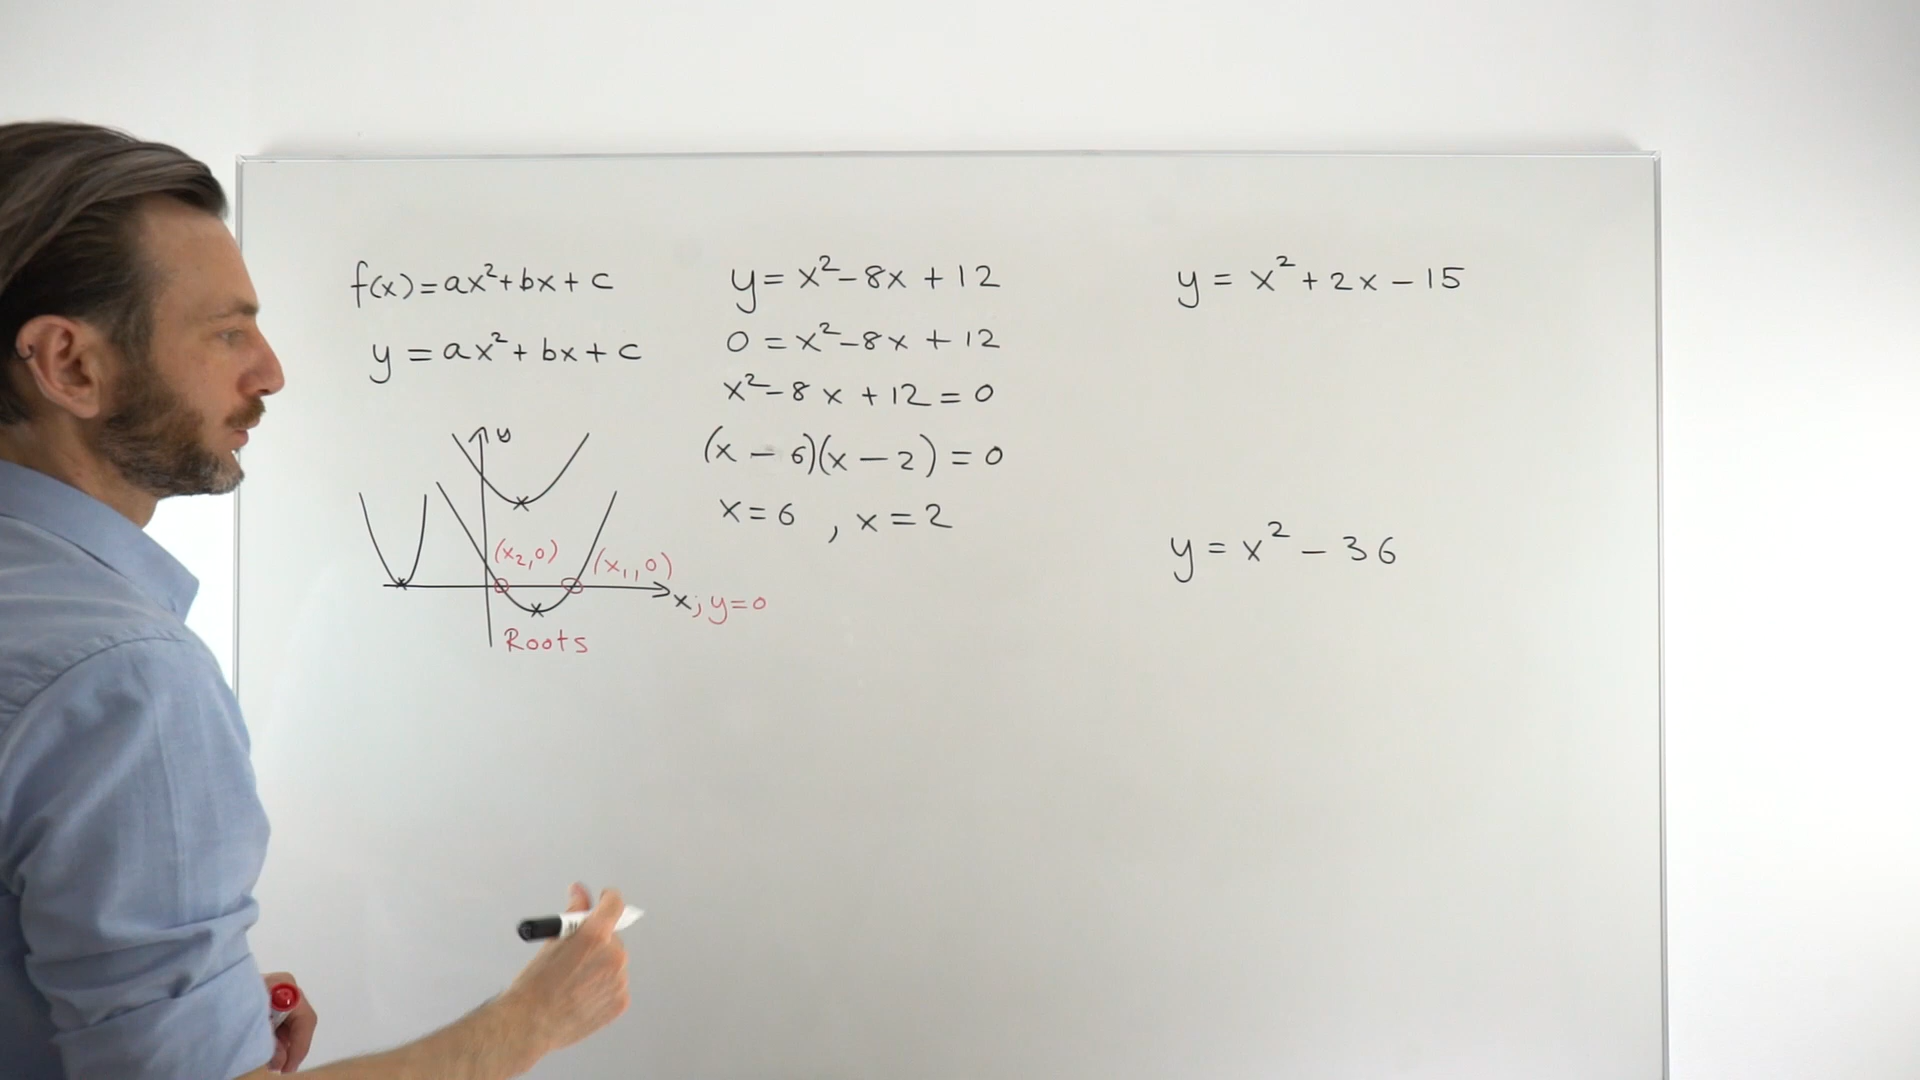 f(x)=ax²+bx+c
y=ax²+bx+c
y
(x₂,0)
(x₁,0)
x; y=0
Roots
y=x²-8x+12
0=x²-8x+12
x²-8x+12=0
(x-6)(x-2)=0
x=6, x=2
y=x²+2x-15
y=x²-36